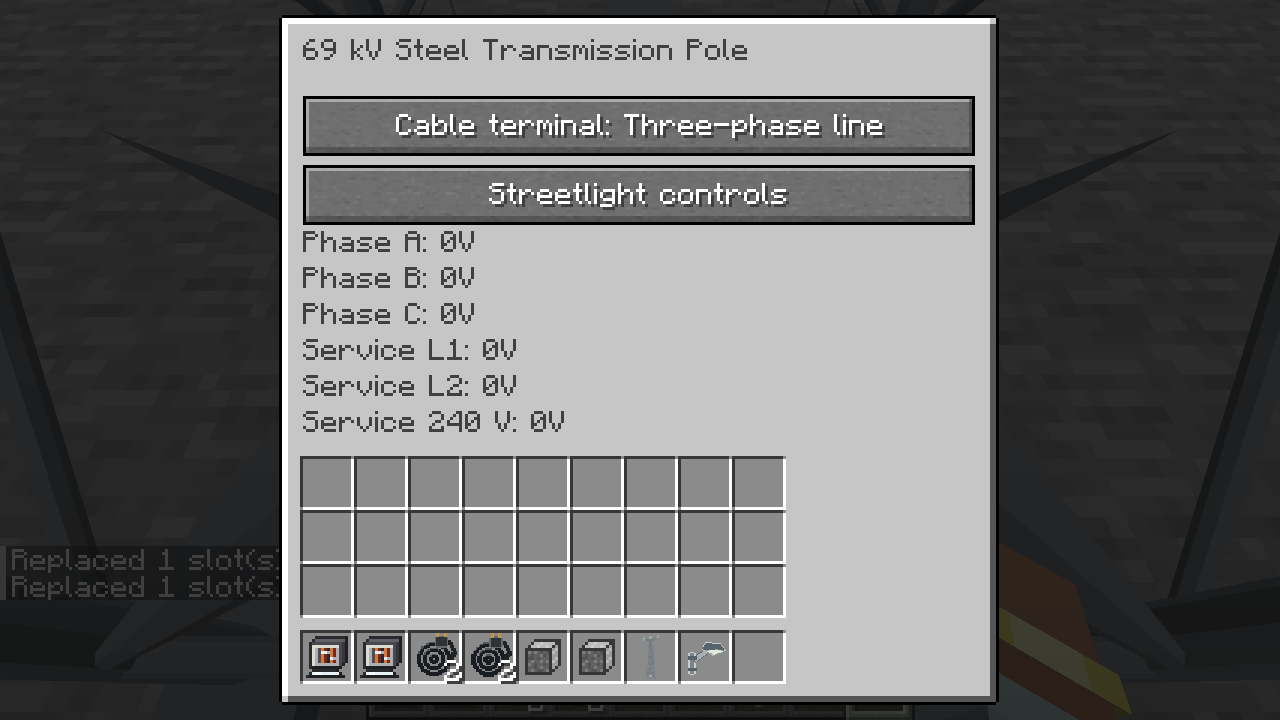 69 kV Steel Transmission Pole
Cable terminal: Three-phase line
Streetlight controls
Phase A: 0V
Phase B: 0V
Phase C: 0V
Service L1: 0V
Service L2: 0V
Service 240 V: 0V
Replaced 1 slot(s)
Replaced 1 slot(s)
2
2